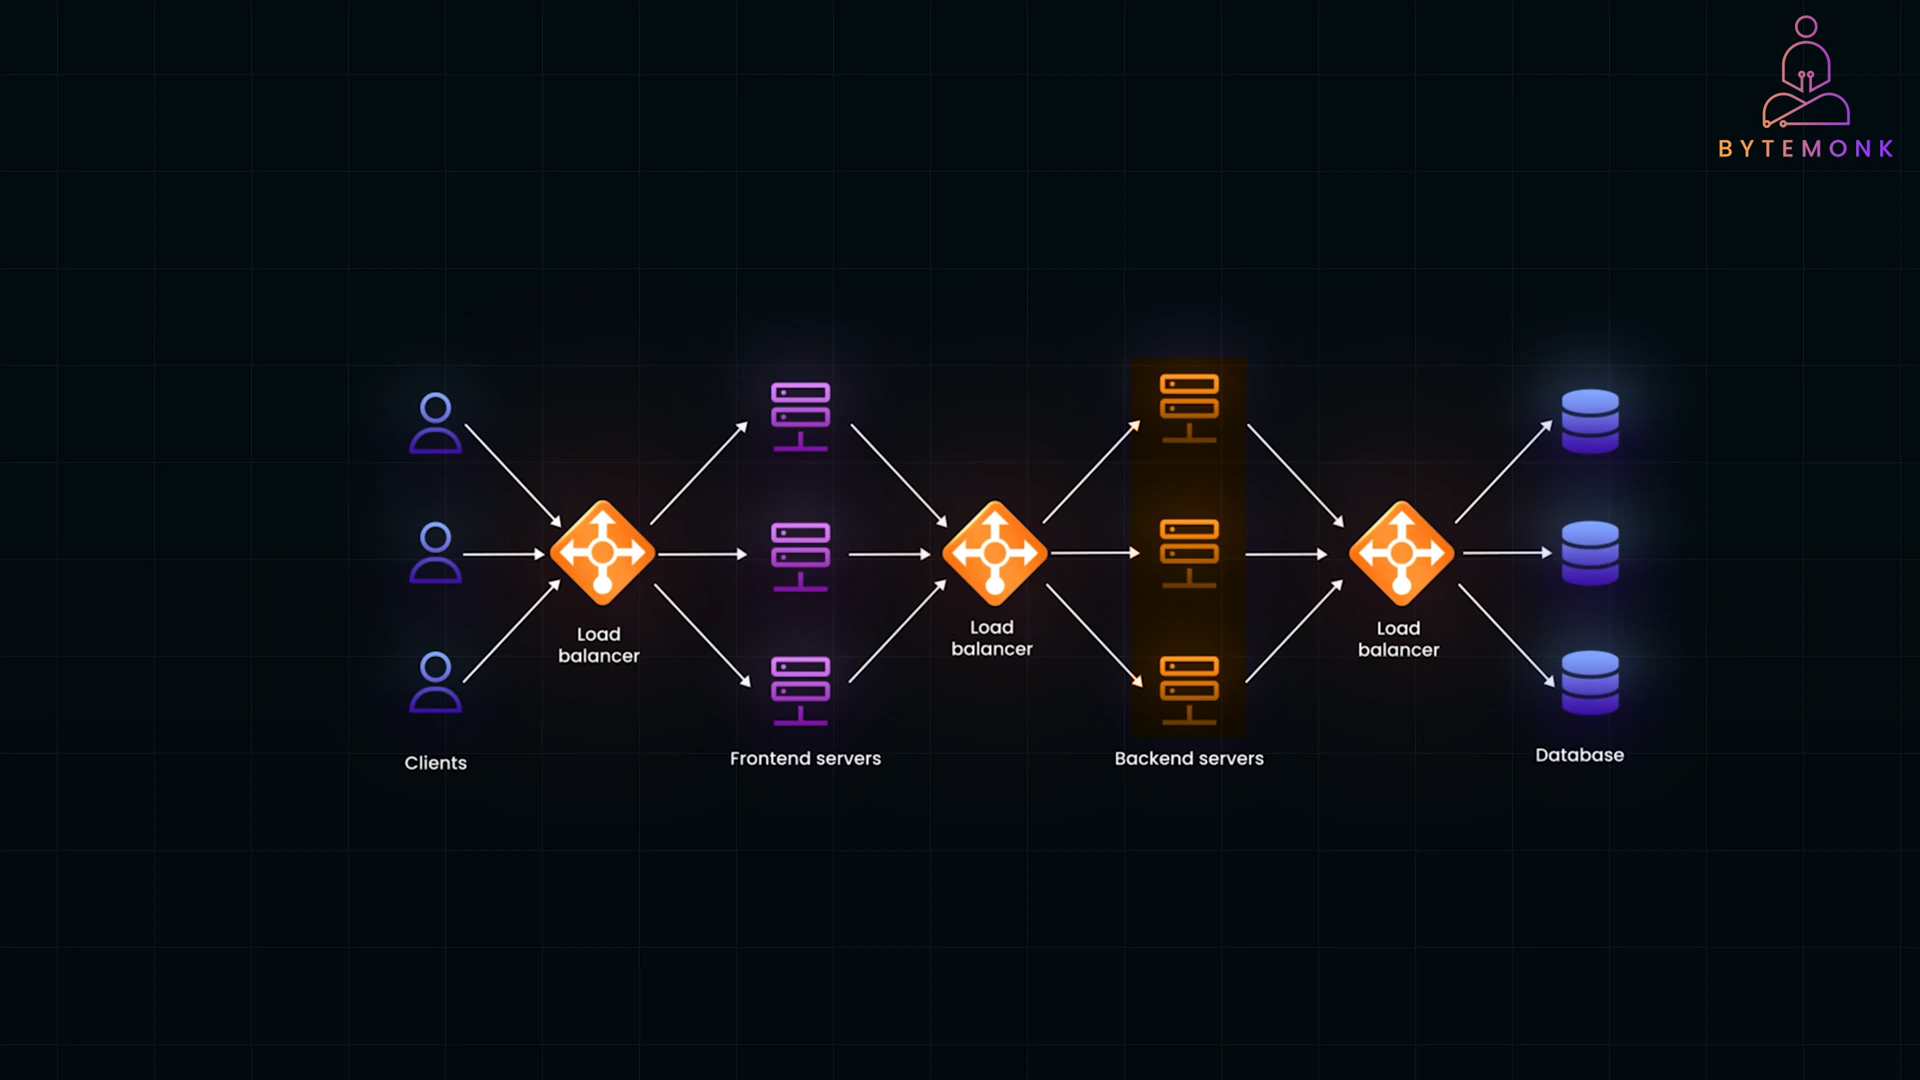 BYTEMONK
Load
balancer
Load
balancer
Load
balancer
Clients
Frontend servers
Backend servers
Database